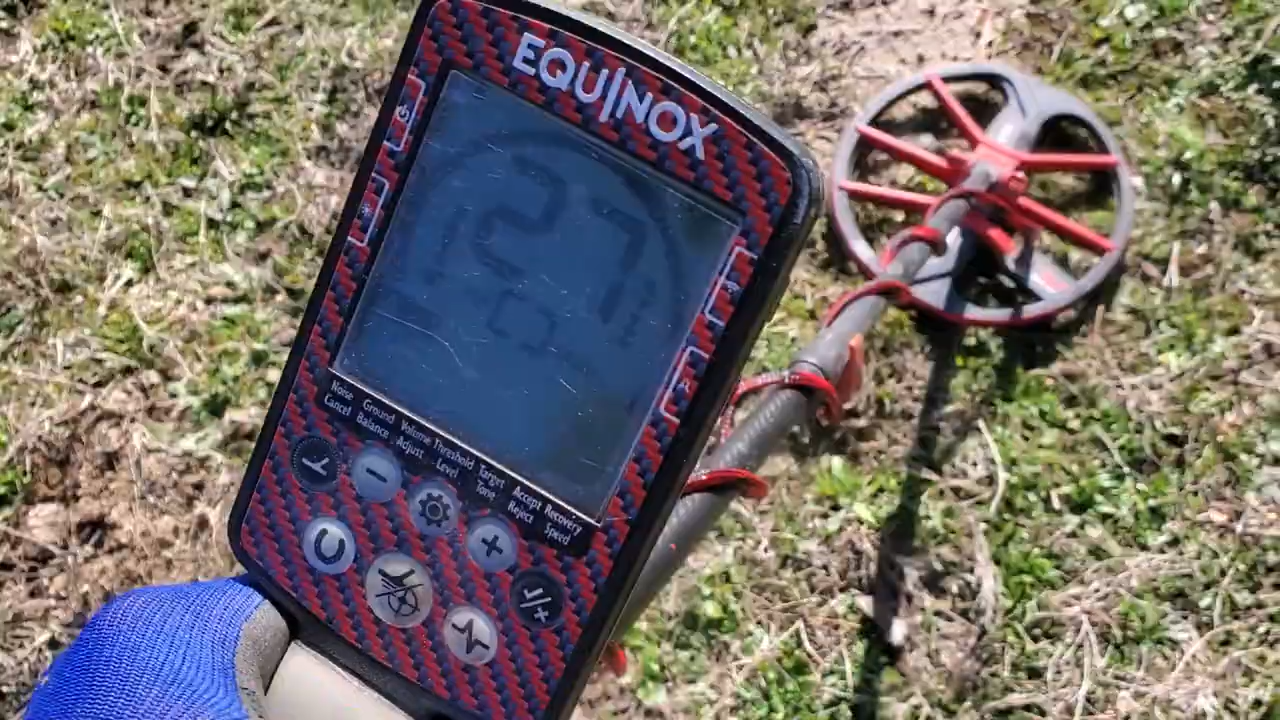 EQUINOX
27
Noise Cancel
Ground Balance
Volume Adjust
Threshold Level
Target Tone
Accept Reject
Recovery Speed